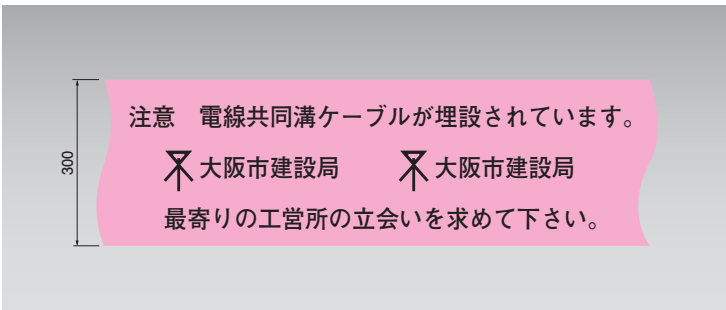 注意　電線共同溝ケーブルが埋設されています。
大阪市建設局　大阪市建設局
最寄りの工営所の立会いを求めて下さい。
300